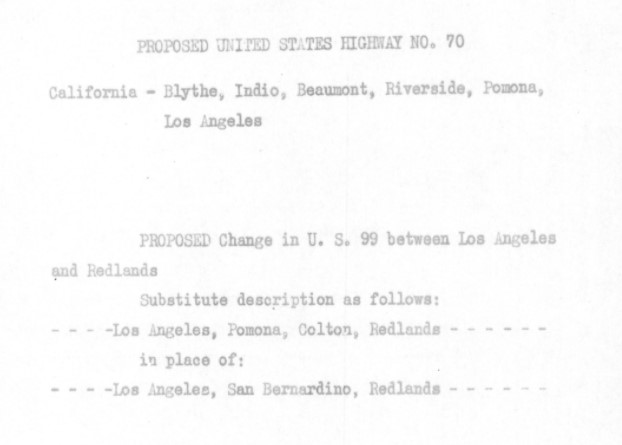 PROPOSED UNITED STATES HIGHWAY NO. 70
California - Blythe, Indio, Beaumont, Riverside, Pomona,
Los Angeles
PROPOSED Change in U. S. 99 between Los Angeles
and Redlands
Substitute description as follows:
- - - -Los Angeles, Pomona, Colton, Redlands - - - - - -
in place of:
- - - -Los Angeles, San Bernardino, Redlands - - - - - -